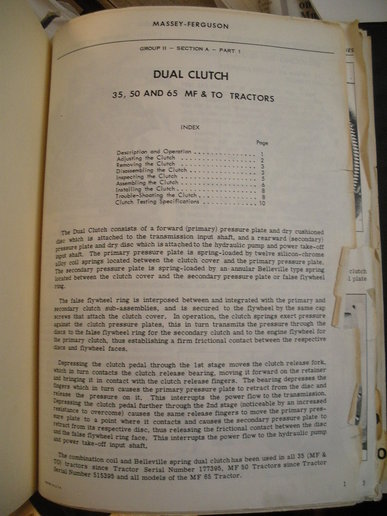 MASSEY-FERGUSON
GROUP II — SECTION A — PART 1
DUAL CLUTCH
35, 50 AND 65 MF & TO TRACTORS
INDEX
Page
Description and Operation 1
Adjusting the Clutch 2
Removing the Clutch 3
Disassembling the Clutch 3
Inspecting the Clutch 5
Assembling the Clutch 6
Installing the Clutch 8
Trouble-Shooting the Clutch 8
Clutch Testing Specifications 10
The Dual Clutch consists of a forward (primary) pressure plate and dry cushioned
disc which is attached to the transmission input shaft, and a rearward (secondary)
pressure plate and dry disc which is attached to the hydraulic pump and power take-off
input shaft. The primary pressure plate is spring-loaded by twelve silicon-chrome
alloy coil springs located between the clutch cover and the primary pressure plate.
The secondary pressure plate is spring-loaded by an annular Belleville type spring
located between the clutch cover and the secondary pressure plate or false flywheel
ring.
The false flywheel ring is interposed between and integrated with the primary and
secondary clutch sub-assemblies, and is secured to the flywheel by the same cap
screws that attach the clutch cover. In operation, the clutch springs exert pressure
against the clutch pressure plates, this in turn transmits the pressure through the
discs to the false flywheel ring for the secondary clutch and to the engine flywheel for
the primary clutch, thus establishing a firm frictional contact between the respective
discs and flywheel faces.
Depressing the clutch pedal through the 1st stage moves the clutch release fork,
which in turn contacts the clutch release bearing, moving it forward on the retainer
and bringing it in contact with the clutch release fingers. The bearing depresses the
fingers which in turn causes the primary pressure plate to retract from the disc and
release the pressure on it. This interrupts the power flow to the transmission.
Depressing the clutch pedal further through the 2nd stage (noticeable by an increased
resistance to overcome) causes the same release fingers to move the primary pres-
sure plate to a point where it contacts and causes the secondary pressure plate to
retract from its respective disc, thus releasing the frictional contact between the disc
and the false flywheel ring face. This interrupts the power flow to the hydraulic pump
and power take-off input shaft.
The combination coil and Belleville spring dual clutch has been used in all 35 (MF &
TO) tractors since Tractor Serial Number 177395, MF 50 Tractors since Tractor
Serial Number 515395 and all models of the MF 65 Tractor.
1
clutch
plate
3